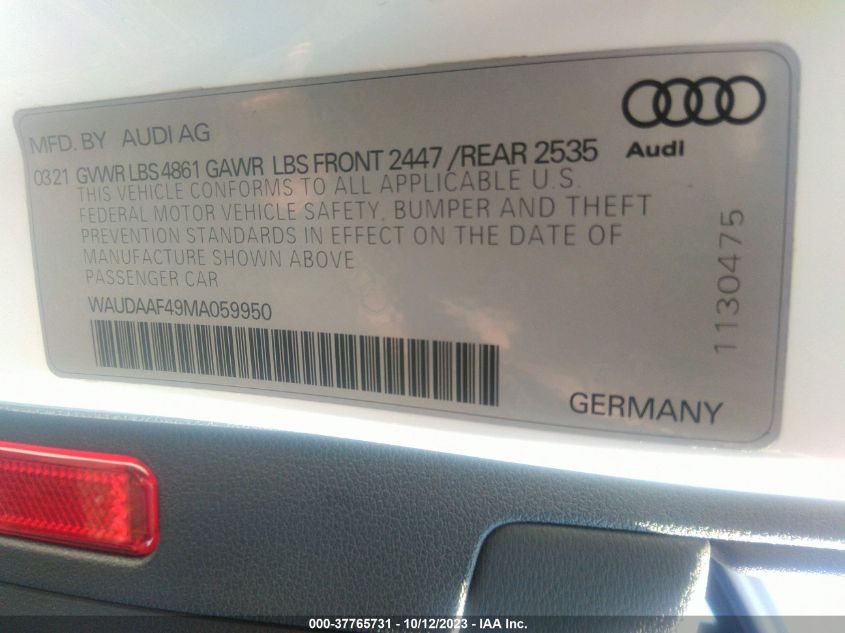 MFD. BY AUDI AG
Audi
0321 GVWR LBS 4861 GAWR LBS FRONT 2447 /REAR 2535
THIS VEHICLE CONFORMS TO ALL APPLICABLE U.S.
FEDERAL MOTOR VEHICLE SAFETY, BUMPER AND THEFT
PREVENTION STANDARDS IN EFFECT ON THE DATE OF
MANUFACTURE SHOWN ABOVE
PASSENGER CAR
WAUDAAF49MA059950
1130475
GERMANY
000-37765731 - 10/12/2023 - IAA Inc.